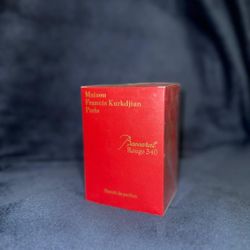 Maison
Francis Kurkdjian
Paris
Baccarat
Rouge 540
Extrait de parfum